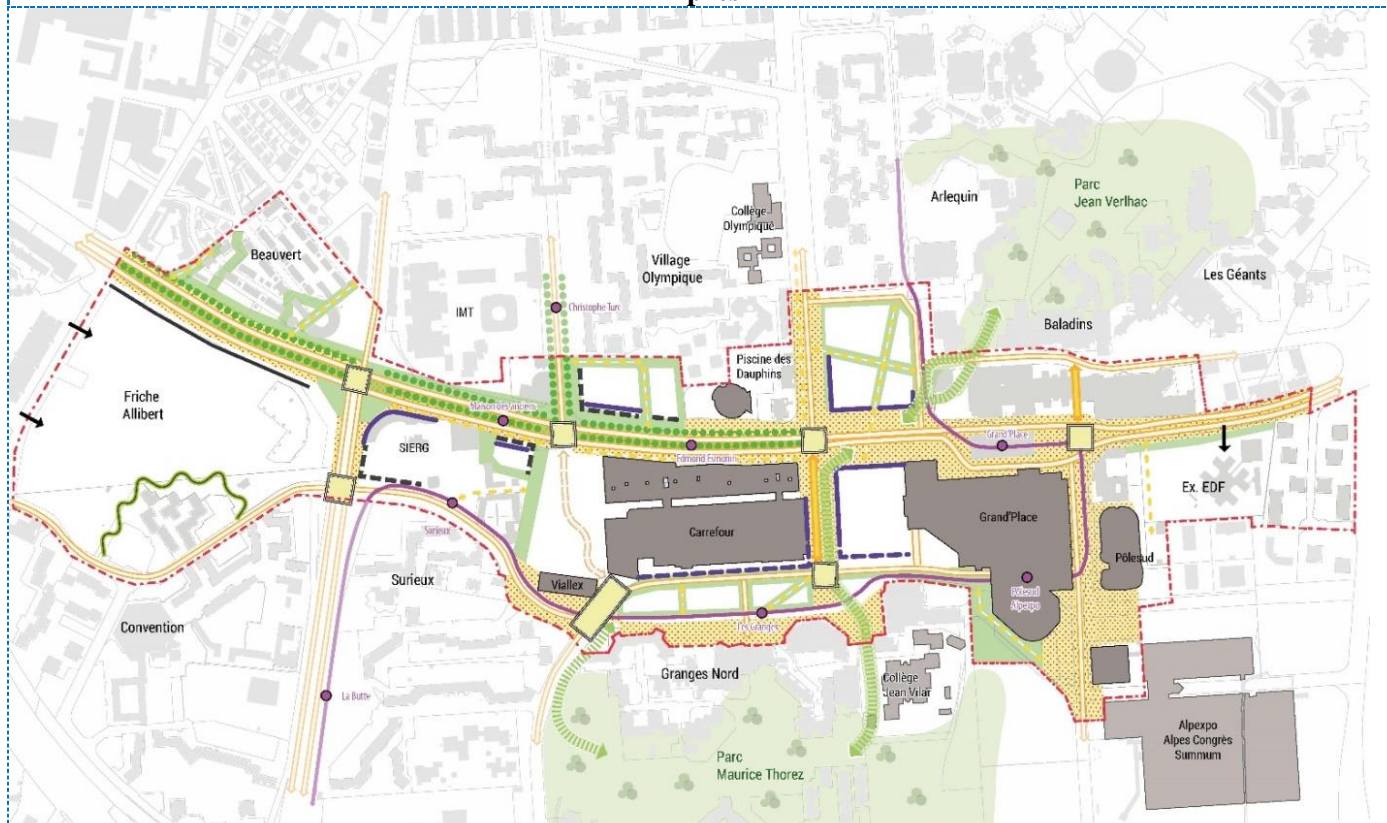 Parc
Jean Verlhac
Arlequin
Collège
Olympique
Beauvert
Village
Olympique
Les Géants
IMT
Christophe Turc
Baladins
Piscine des
Dauphins
Friche
Allibert
Maison des anciens
Grand'Place
SIERG
Edmond Esmonin
Ex. EDF
Surieux
Carrefour
Grand'Place
Pôlesud
Viallex
Surieux
Pôlesud
Alpexpo
Les Granges
Convention
Granges Nord
Collège
Jean Vilar
La Butte
Alpexpo
Alpes Congrès
Summum
Parc
Maurice Thorez